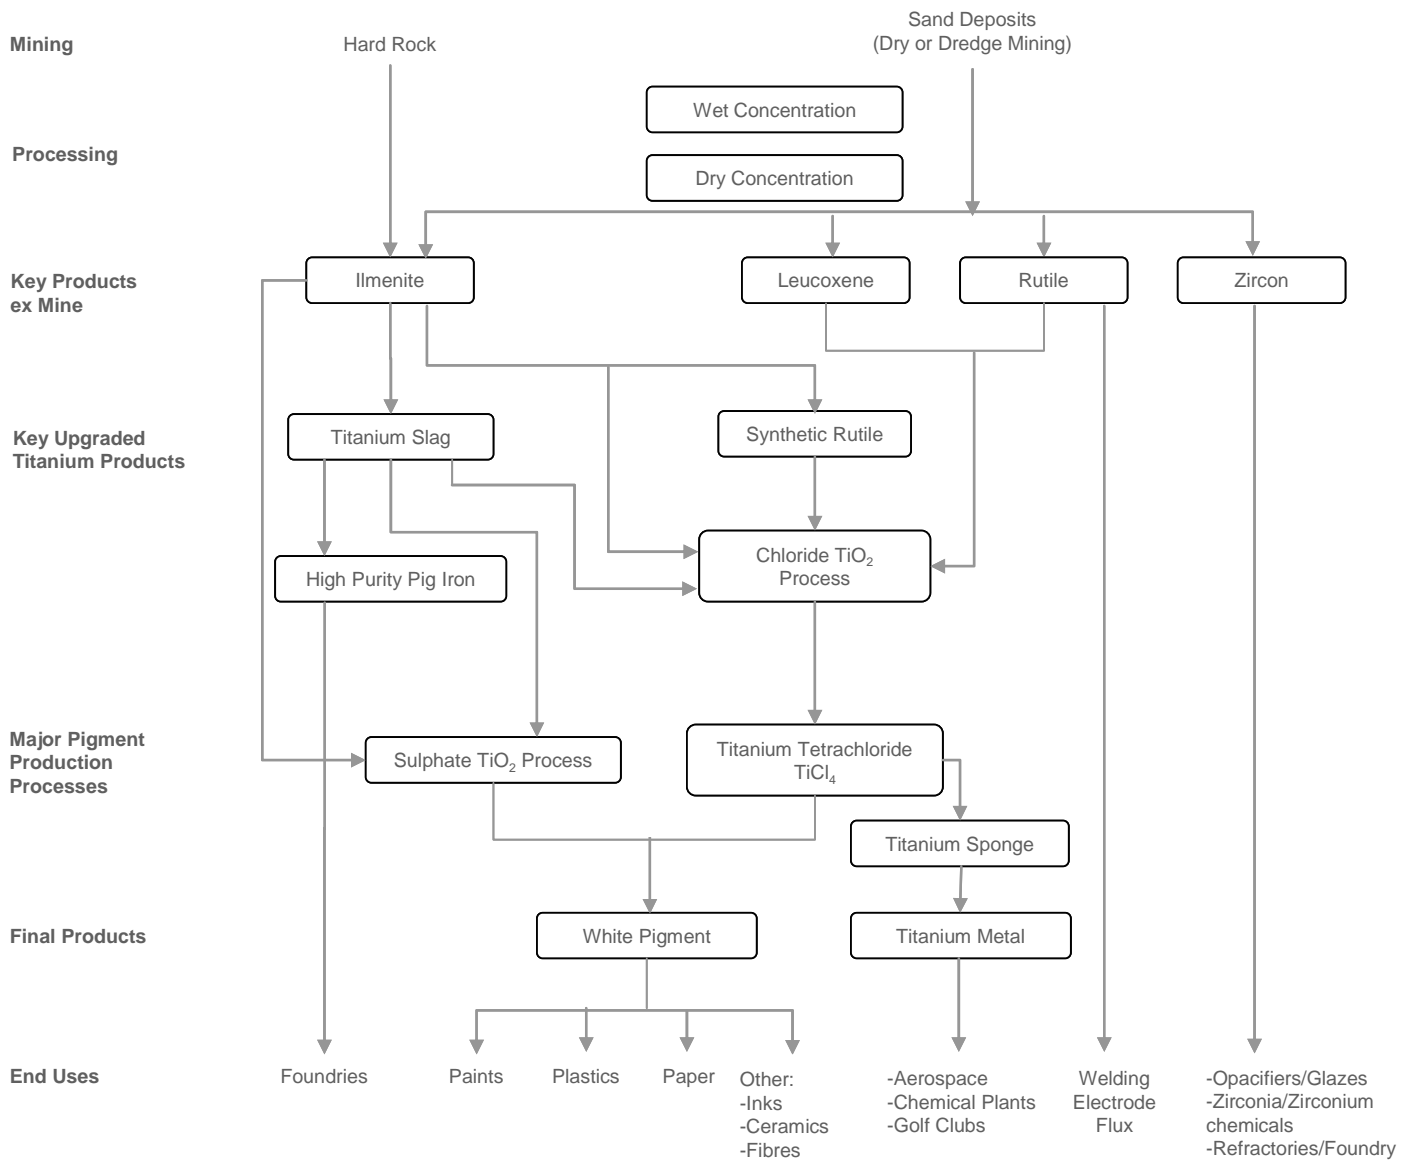 Mining
Hard Rock
Sand Deposits
(Dry or Dredge Mining)
Wet Concentration
Processing
Dry Concentration
Key Products
ex Mine
Ilmenite
Leucoxene
Rutile
Zircon
Key Upgraded
Titanium Products
Titanium Slag
Synthetic Rutile
High Purity Pig Iron
Chloride TiO₂
Process
Major Pigment
Production
Processes
Sulphate TiO₂ Process
Titanium Tetrachloride
TiCl₄
Titanium Sponge
Final Products
White Pigment
Titanium Metal
End Uses
Foundries
Paints
Plastics
Paper
Other:
-Inks
-Ceramics
-Fibres
-Aerospace
-Chemical Plants
-Golf Clubs
Welding
Electrode
Flux
-Opacifiers/Glazes
-Zirconia/Zirconium
chemicals
-Refractories/Foundry